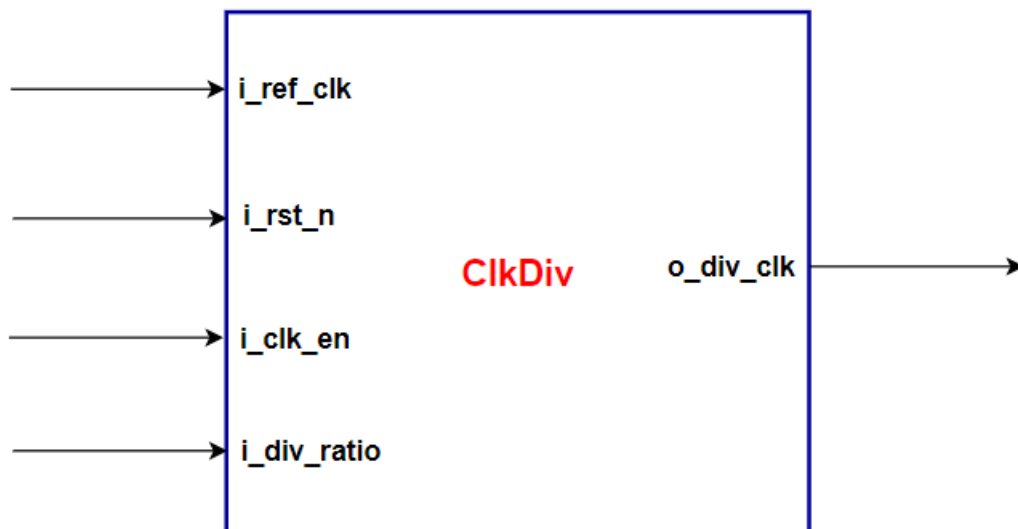 i_ref_clk
i_rst_n
ClkDiv
o_div_clk
i_clk_en
i_div_ratio